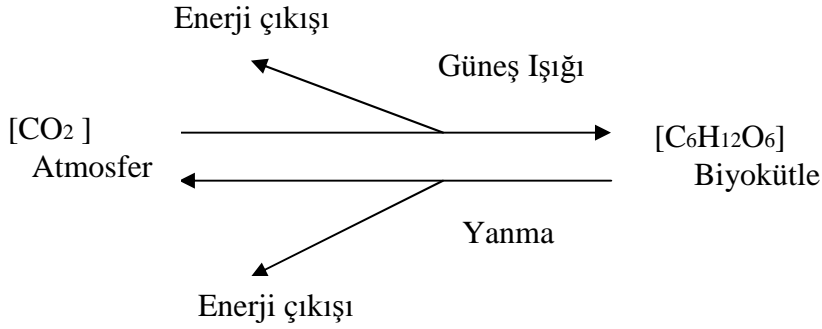 Enerji çıkışı
Güneş Işığı
[CO₂ ]
Atmosfer
[C₆H₁₂O₆]
Biyokütle
Yanma
Enerji çıkışı